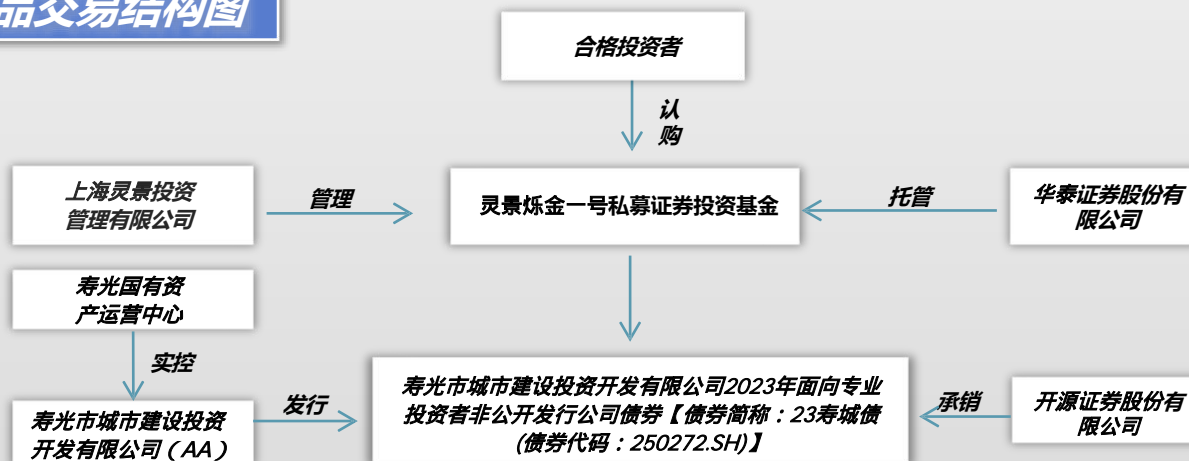 品交易结构图
合格投资者
认
购
上海灵景投资
管理有限公司
管理
灵景烁金一号私募证券投资基金
托管
华泰证券股份有
限公司
寿光国有资
产运营中心
实控
寿光市城市建设投资
开发有限公司（AA）
发行
寿光市城市建设投资开发有限公司2023年面向专业
投资者非公开发行公司债券【债券简称：23寿城债
(债券代码：250272.SH)】
承销
开源证券股份有
限公司